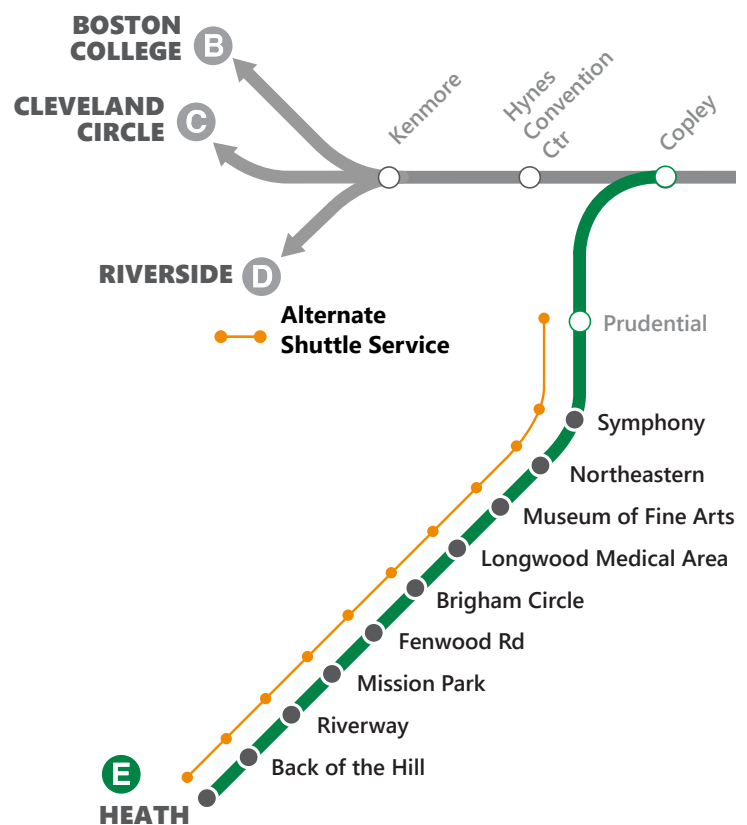 BOSTON
COLLEGE
B
CLEVELAND
CIRCLE
C
RIVERSIDE
D
Kenmore
Hynes
Convention
Ctr
Copley
Alternate
Shuttle Service
Prudential
Symphony
Northeastern
Museum of Fine Arts
Longwood Medical Area
Brigham Circle
Fenwood Rd
Mission Park
Riverway
Back of the Hill
E
HEATH